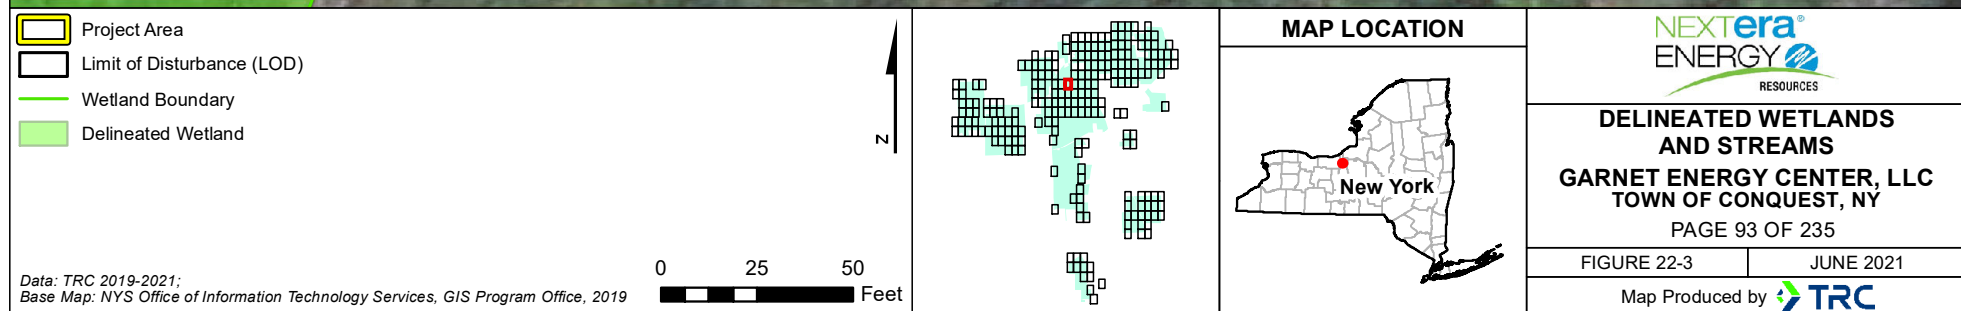 Project Area
Limit of Disturbance (LOD)
Wetland Boundary
Delineated Wetland
N
Data: TRC 2019-2021;
Base Map: NYS Office of Information Technology Services, GIS Program Office, 2019
0 25 50
Feet
MAP LOCATION
New York
NEXTera®
ENERGY
RESOURCES
DELINEATED WETLANDS
AND STREAMS
GARNET ENERGY CENTER, LLC
TOWN OF CONQUEST, NY
PAGE 93 OF 235
FIGURE 22-3
JUNE 2021
Map Produced by TRC